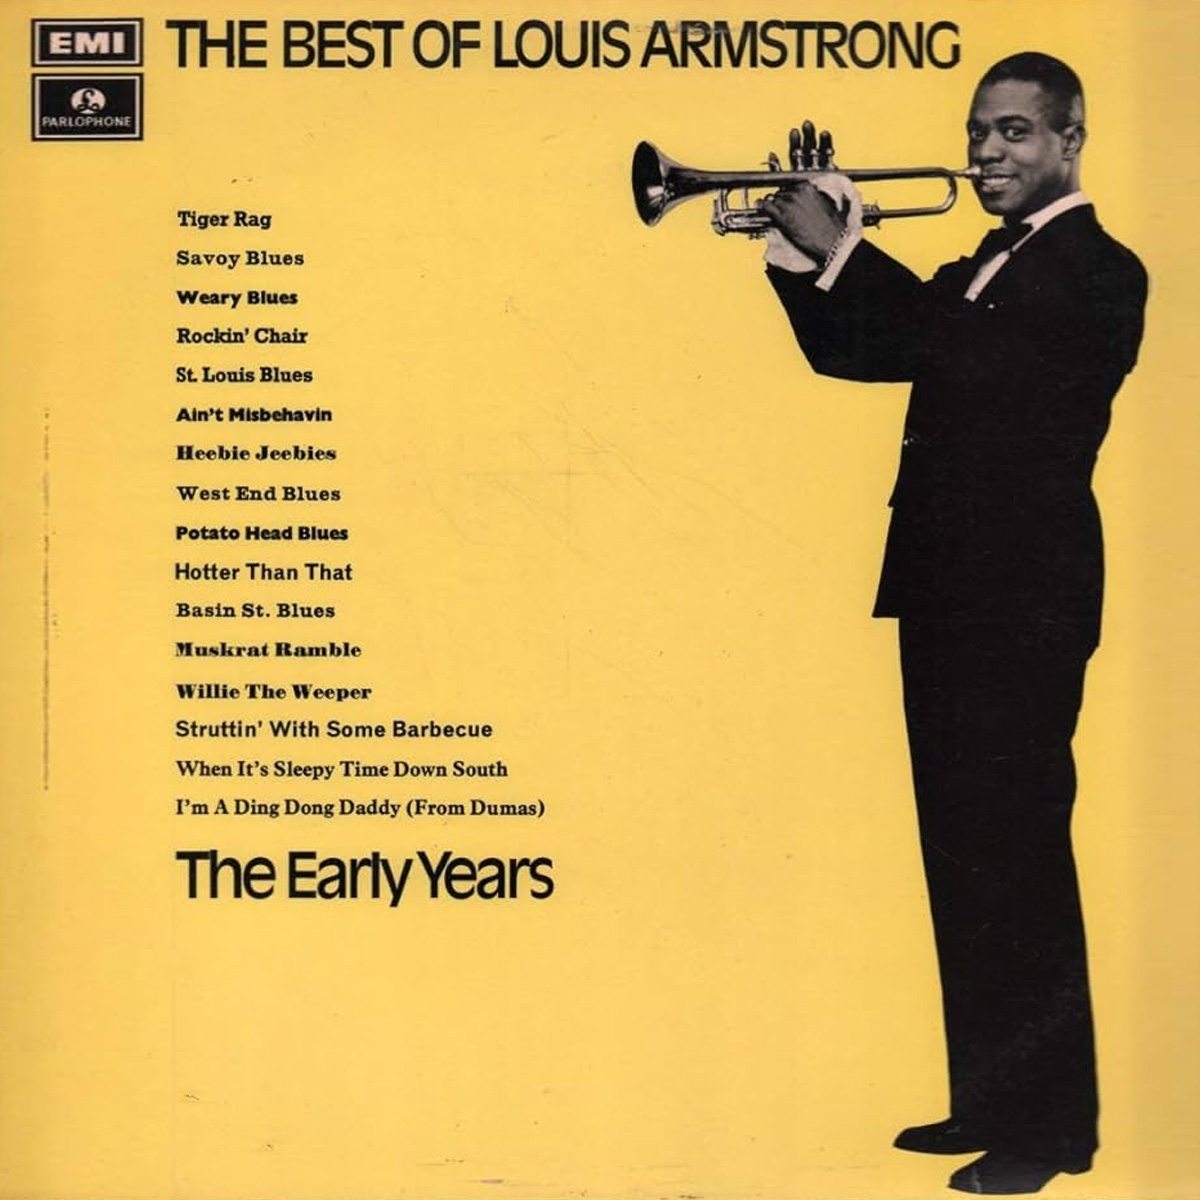 EMI
PARLOPHONE
THE BEST OF LOUIS ARMSTRONG
Tiger Rag
Savoy Blues
Weary Blues
Rockin' Chair
St. Louis Blues
Ain't Misbehavin
Heebie Jeebies
West End Blues
Potato Head Blues
Hotter Than That
Basin St. Blues
Muskrat Ramble
Willie The Weeper
Struttin' With Some Barbecue
When It's Sleepy Time Down South
I'm A Ding Dong Daddy (From Dumas)
The Early Years